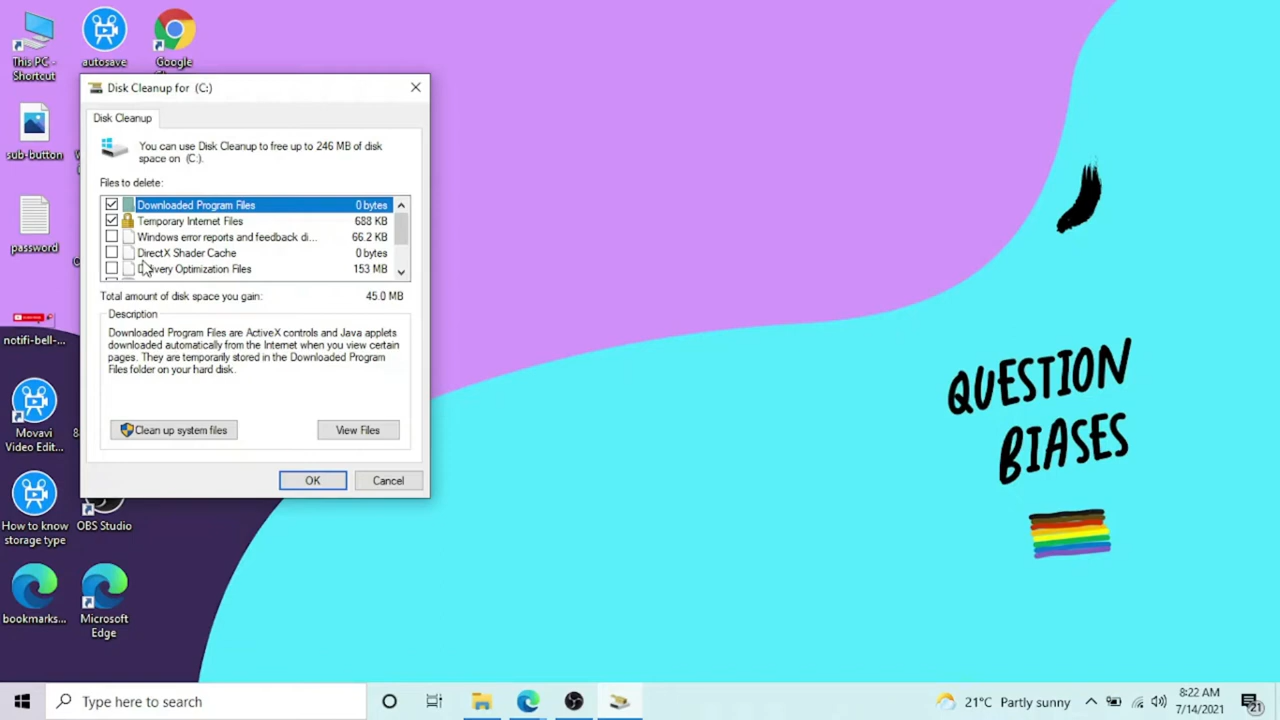 This PC -
Shortcut
autosave
Google
sub-button
password
notifi-bell-...
Movavi
Video Edit...
How to know
storage type
OBS Studio
bookmarks...
Microsoft
Edge
Disk Cleanup for (C:)
Disk Cleanup
You can use Disk Cleanup to free up to 246 MB of disk
space on (C:).
Files to delete:
Downloaded Program Files 0 bytes
Temporary Internet Files 688 KB
Windows error reports and feedback di... 66.2 KB
DirectX Shader Cache 0 bytes
Delivery Optimization Files 153 MB
Total amount of disk space you gain: 45.0 MB
Description
Downloaded Program Files are ActiveX controls and Java applets
downloaded automatically from the Internet when you view certain
pages. They are temporarily stored in the Downloaded Program
Files folder on your hard disk.
Clean up system files
View Files
OK
Cancel
QUESTION
BIASES
Type here to search
21°C Partly sunny
8:22 AM
7/14/2021
21